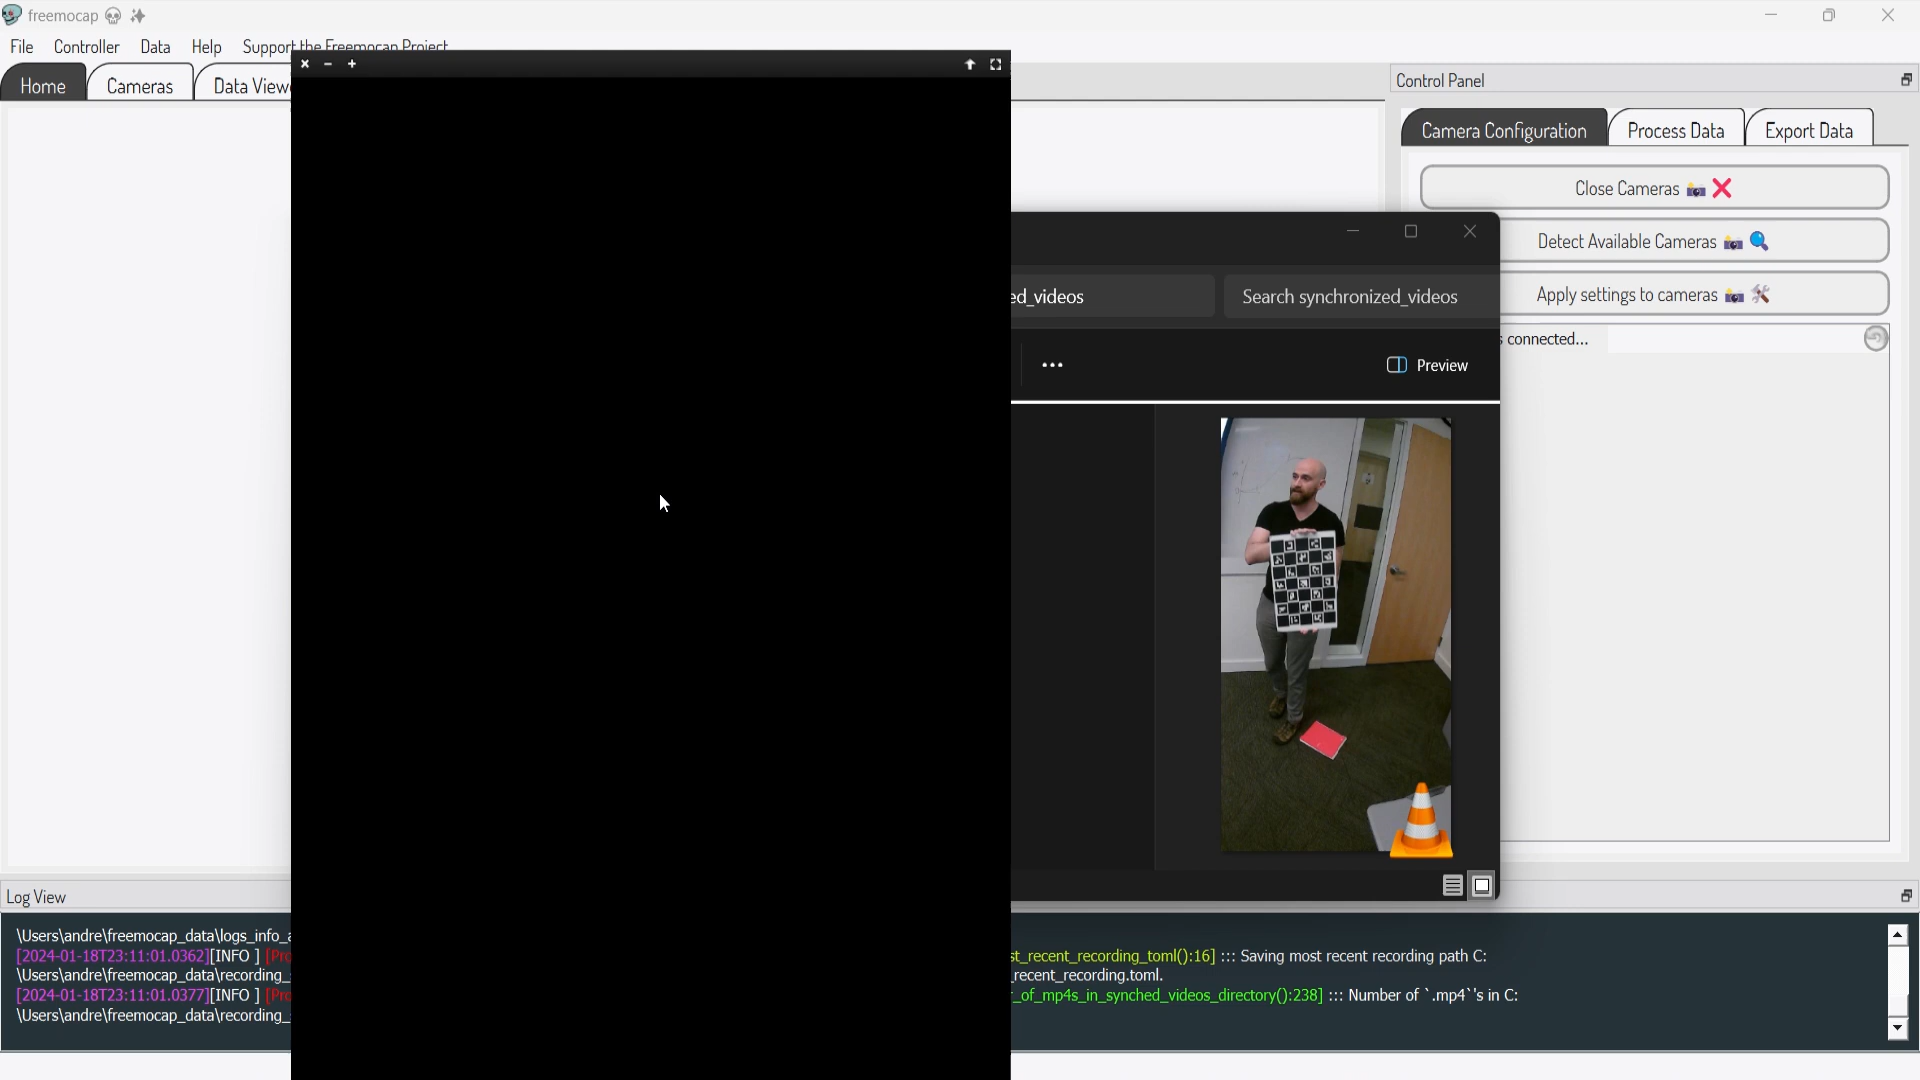 freemocap
File Controller Data Help Support the Freemocap Project
Home Cameras Data View
Control Panel
Camera Configuration Process Data Export Data
Close Cameras
Detect Available Cameras
ed_videos Search synchronized_videos
Apply settings to cameras
s connected...
Preview
Log View
\Users\andre\freemocap_data\logs_info_
[2024-01-18T23:11:01.0362][INFO ] [Pro st_recent_recording_toml():16] ::: Saving most recent recording path C:
\Users\andre\freemocap_data\recording_ _recent_recording.toml.
[2024-01-18T23:11:01.0377][INFO ] [Pro _of_mp4s_in_synched_videos_directory():238] ::: Number of `.mp4`'s in C:
\Users\andre\freemocap_data\recording_